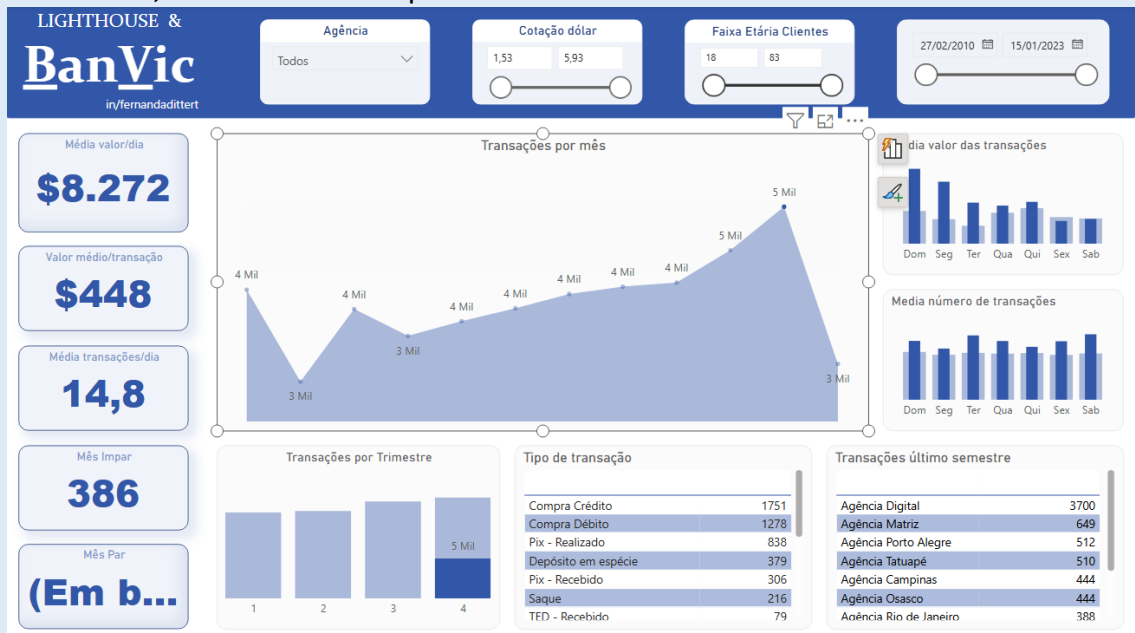 LIGHTHOUSE &
BanVic
in/fernandadittert
Agência
Todos
Cotação dólar
1,53 5,93
Faixa Etária Clientes
18 83
27/02/2010 15/01/2023
Média valor/dia
$8.272
Valor médio/transação
$448
Média transações/dia
14,8
Mês Impar
386
Mês Par
(Em b...
Transações por mês
4 Mil
3 Mil
4 Mil
3 Mil
4 Mil
4 Mil
4 Mil
4 Mil
4 Mil
5 Mil
5 Mil
3 Mil
dia valor das transações
Dom Seg Ter Qua Qui Sex Sab
Media número de transações
Dom Seg Ter Qua Qui Sex Sab
Transações por Trimestre
5 Mil
1 2 3 4
Tipo de transação
Compra Crédito 1751
Compra Débito 1278
Pix - Realizado 838
Depósito em espécie 379
Pix - Recebido 306
Saque 216
TED - Recebido 79
Transações último semestre
Agência Digital 3700
Agência Matriz 649
Agência Porto Alegre 512
Agência Tatuapé 510
Agência Campinas 444
Agência Osasco 444
Agência Rio de Janeiro 388